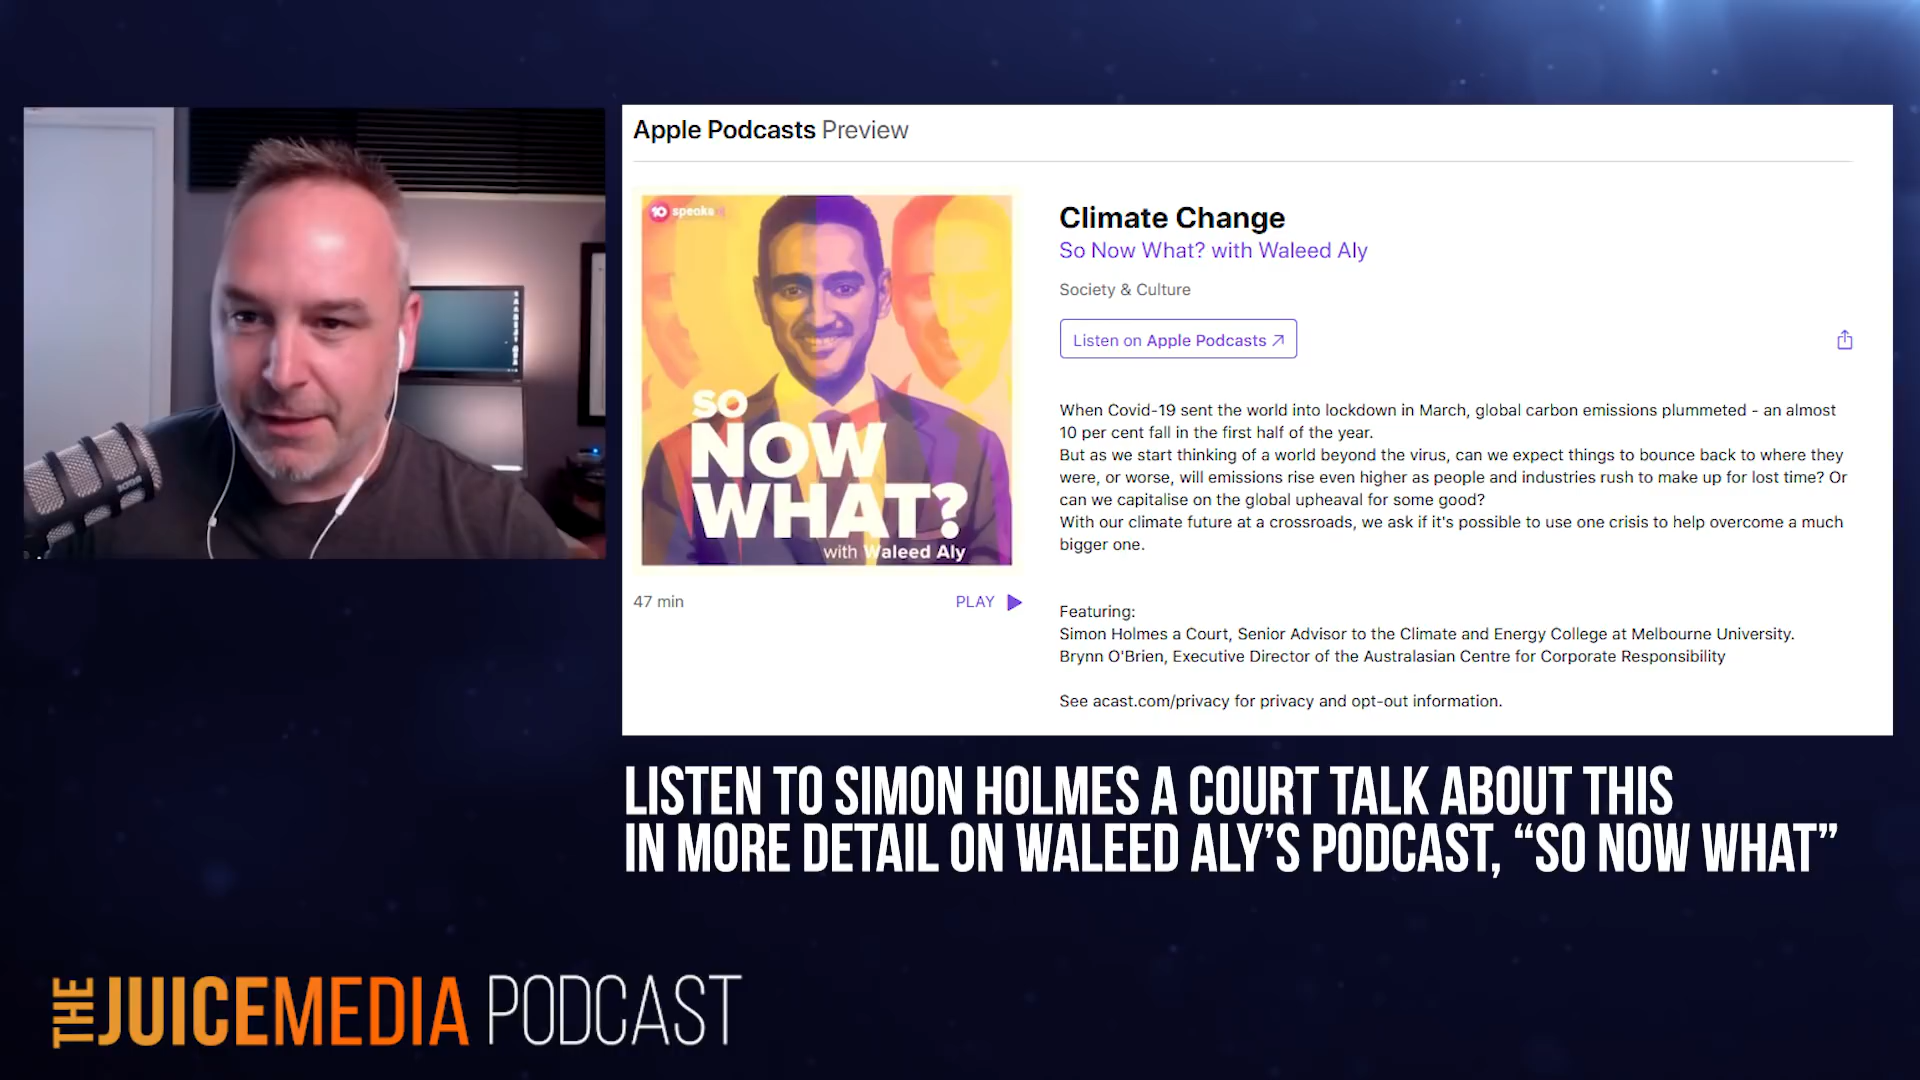 Apple Podcasts Preview
10 speaks
SO
NOW
WHAT?
with Waleed Aly
47 min
PLAY
Climate Change
So Now What? with Waleed Aly
Society & Culture
Listen on Apple Podcasts
When Covid-19 sent the world into lockdown in March, global carbon emissions plummeted - an almost
10 per cent fall in the first half of the year.
But as we start thinking of a world beyond the virus, can we expect things to bounce back to where they
were, or worse, will emissions rise even higher as people and industries rush to make up for lost time? Or
can we capitalise on the global upheaval for some good?
With our climate future at a crossroads, we ask if it's possible to use one crisis to help overcome a much
bigger one.
Featuring:
Simon Holmes a Court, Senior Advisor to the Climate and Energy College at Melbourne University.
Brynn O'Brien, Executive Director of the Australasian Centre for Corporate Responsibility
See acast.com/privacy for privacy and opt-out information.
LISTEN TO SIMON HOLMES A COURT TALK ABOUT THIS
IN MORE DETAIL ON WALEED ALY’S PODCAST, “SO NOW WHAT”
THE JUICEMEDIA PODCAST